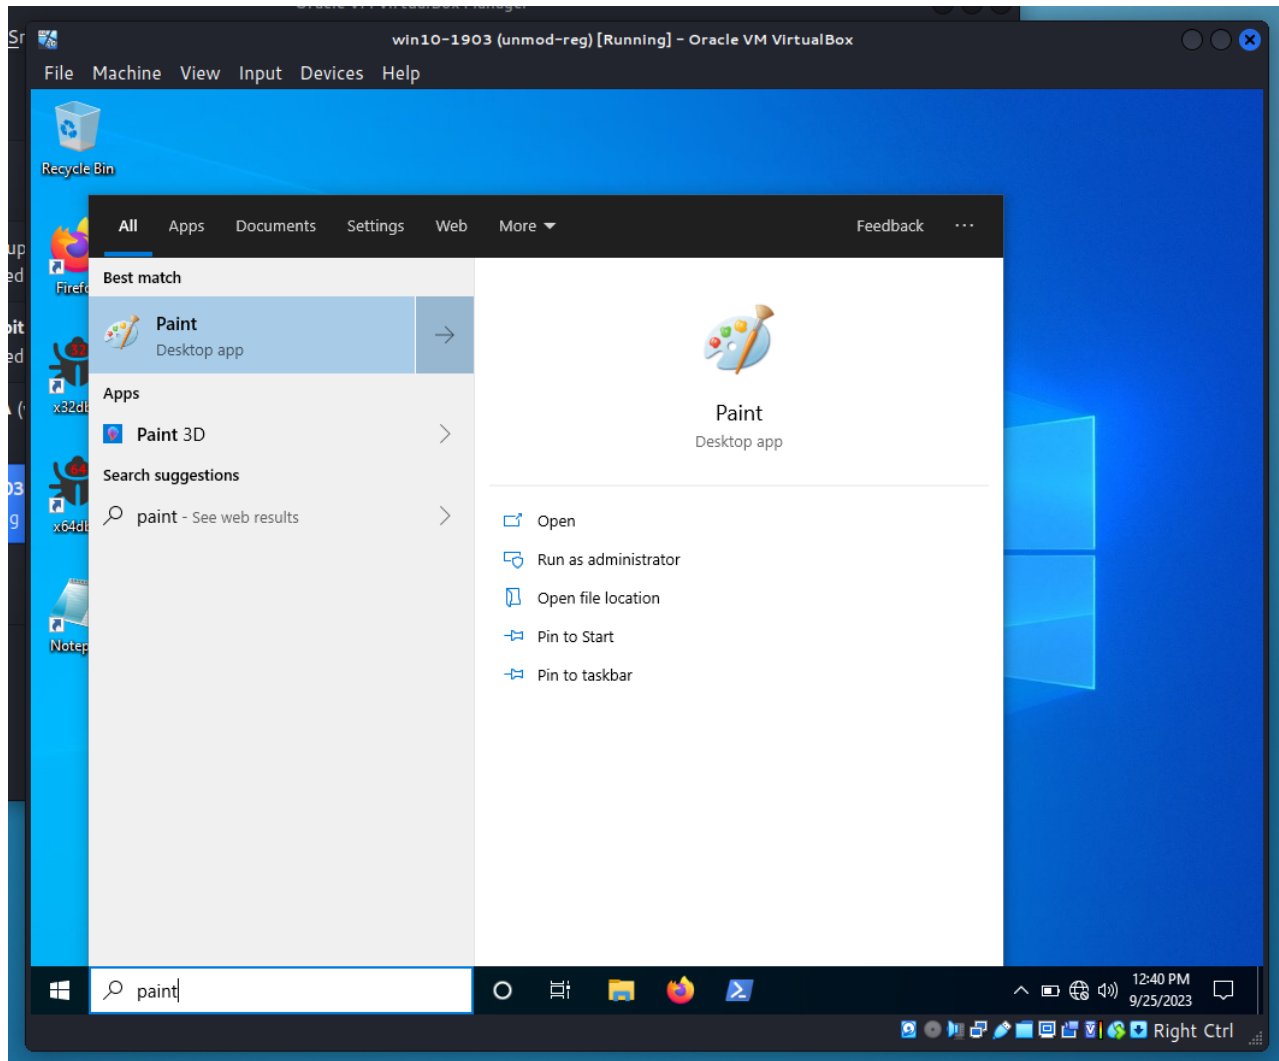 win10-1903 (unmod-reg) [Running] - Oracle VM VirtualBox
File Machine View Input Devices Help
Recycle Bin
All Apps Documents Settings Web More Feedback ...
Best match
Paint
Desktop app
Apps
Paint 3D
Search suggestions
paint - See web results
Paint
Desktop app
Open
Run as administrator
Open file location
Pin to Start
Pin to taskbar
32
64
paint
12:40 PM
9/25/2023
Right Ctrl